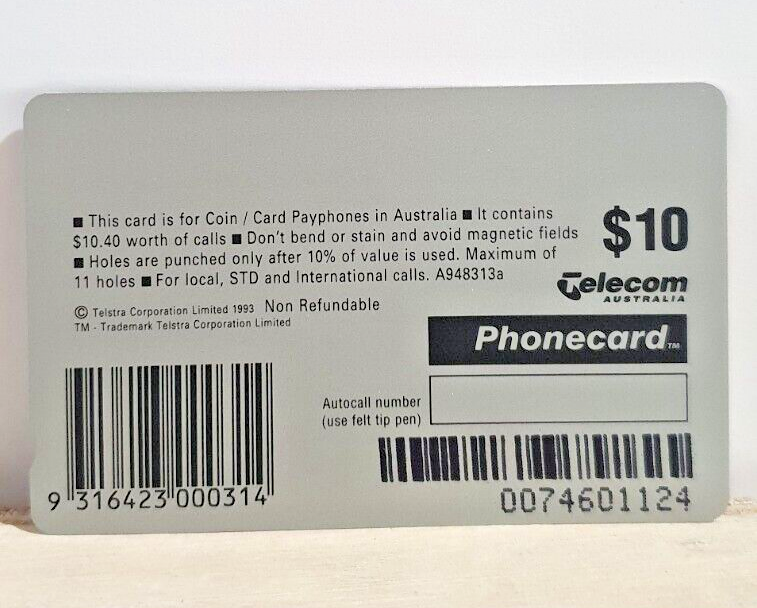 ■ This card is for Coin / Card Payphones in Australia ■ It contains
$10.40 worth of calls ■ Don't bend or stain and avoid magnetic fields
■ Holes are punched only after 10% of value is used. Maximum of
11 holes ■ For local, STD and International calls. A948313a
$10
Telecom
AUSTRALIA
© Telstra Corporation Limited 1993 Non Refundable
TM - Trademark Telstra Corporation Limited
Phonecard TM
Autocall number
(use felt tip pen)
9 316423 000314
0074601124